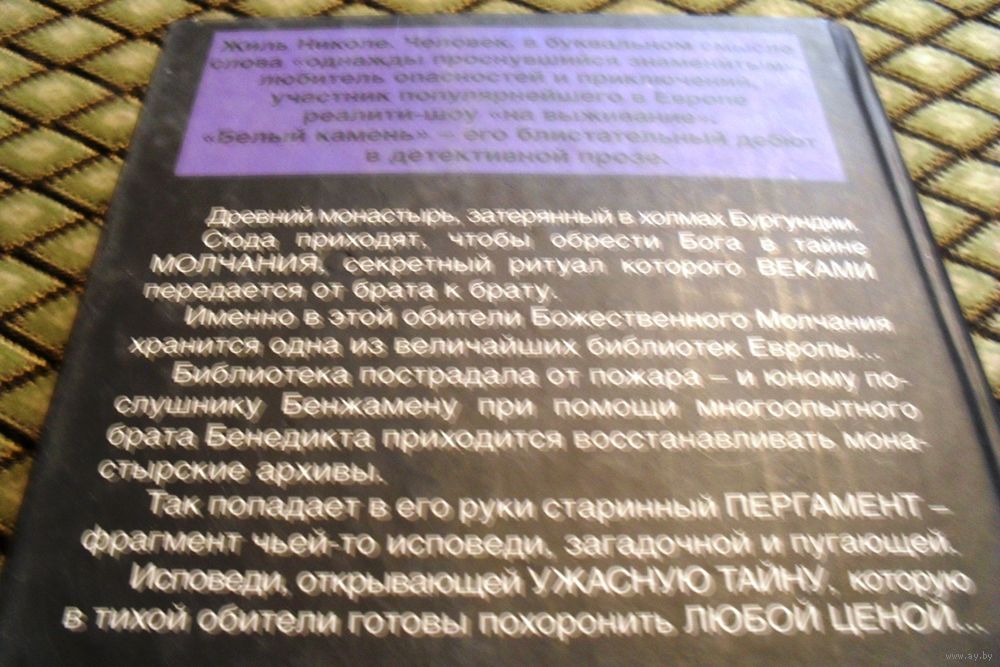 Жиль Николе. Человек, в буквальном смысле
слова «однажды проснувшийся знаменитым»,
любитель опасностей и приключений,
участник популярнейшего в Европе
реалити-шоу «на выживание».
«Белый камень» – его блистательный дебют
в детективной прозе.
Древний монастырь, затерянный в холмах Бургундии.
Сюда приходят, чтобы обрести Бога в тайне
МОЛЧАНИЯ, секретный ритуал которого ВЕКАМИ
передается от брата к брату.
Именно в этой обители Божественного Молчания
хранится одна из величайших библиотек Европы...
Библиотека пострадала от пожара – и юному по-
слушнику Бенжамену при помощи многоопытного
брата Бенедикта приходится восстанавливать мона-
стырские архивы.
Так попадает в его руки старинный ПЕРГАМЕНТ –
фрагмент чьей-то исповеди, загадочной и пугающей.
Исповеди, открывающей УЖАСНУЮ ТАЙНУ, которую
в тихой обители готовы похоронить ЛЮБОЙ ЦЕНОЙ...
www.ay.by